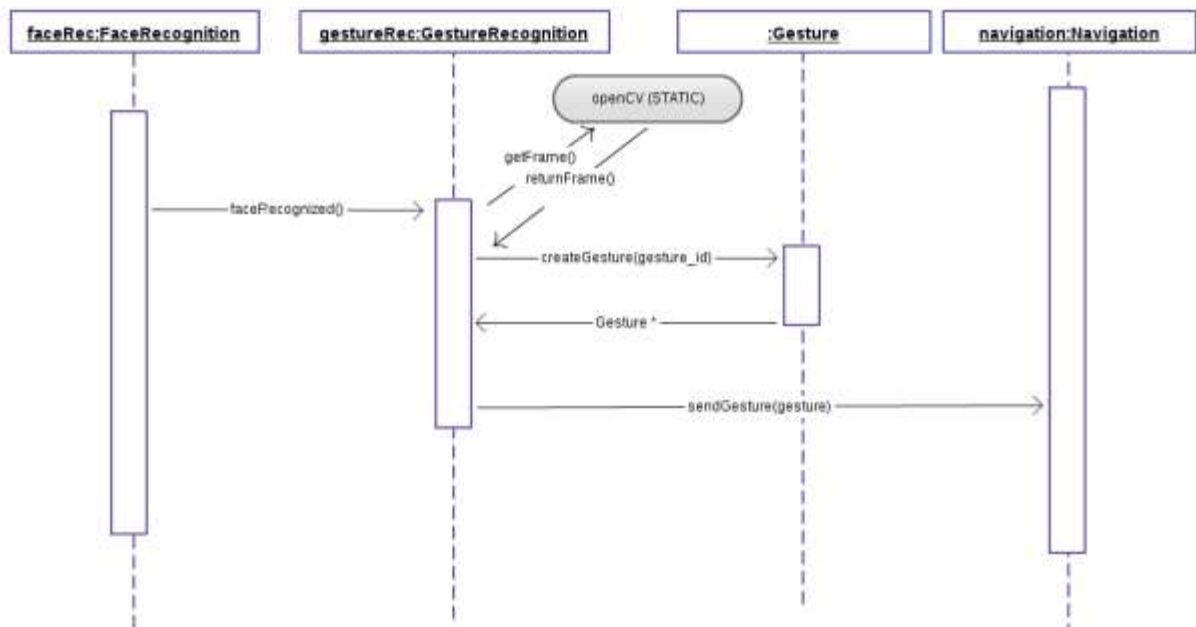 faceRec:FaceRecognition
gestureRec:GestureRecognition
:Gesture
navigation:Navigation
openCV (STATIC)
getFrame()
returnFrame()
faceRecognized()
createGesture(gesture_id)
Gesture *
sendGesture(gesture)